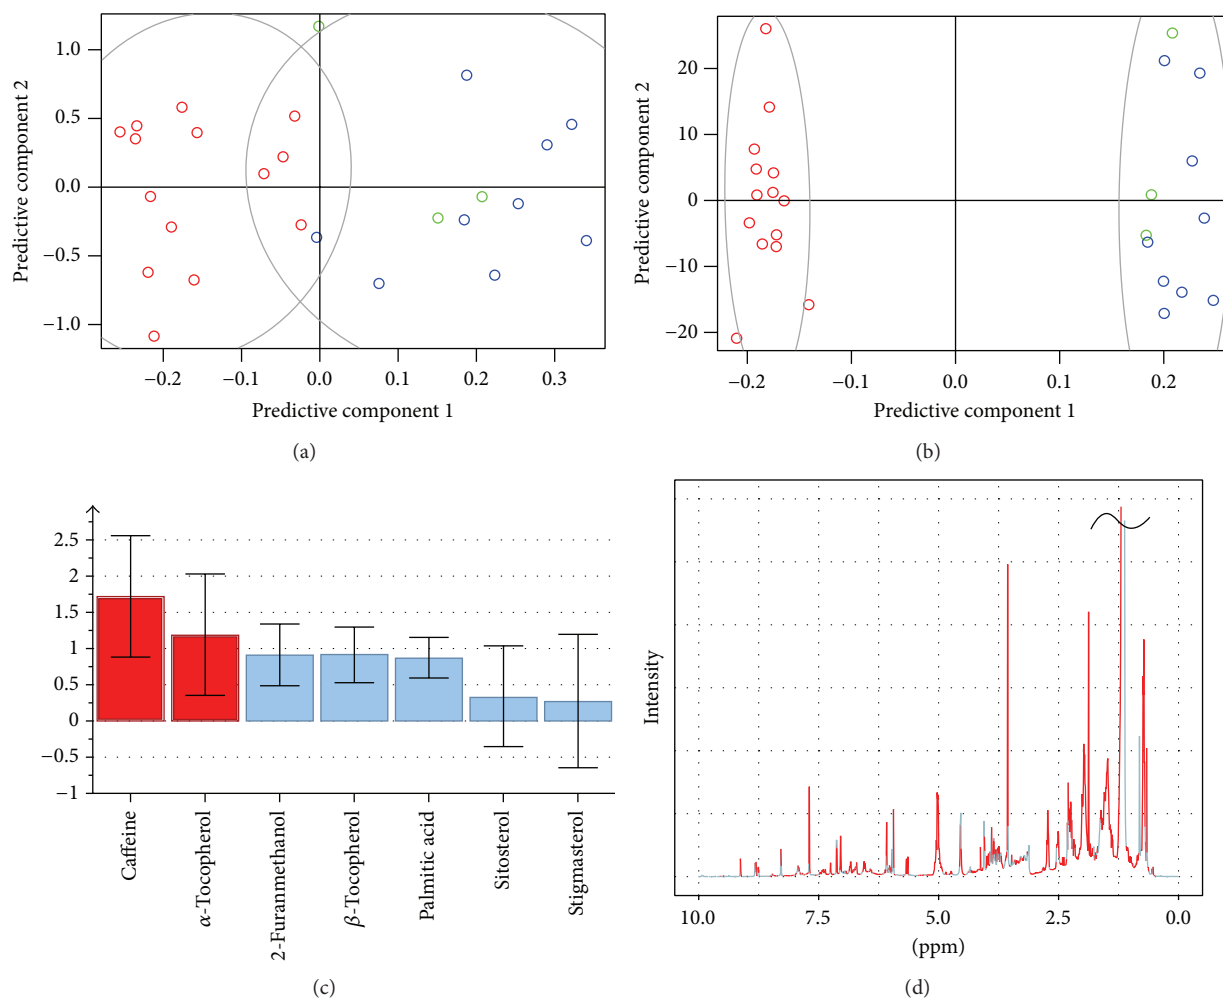 1.0
0.5
0.0
−0.5
−1.0
Predictive component 2
−0.2 −0.1 0.0 0.1 0.2 0.3
Predictive component 1
(a)
20
10
0
−10
−20
Predictive component 2
−0.2 −0.1 0.0 0.1 0.2
Predictive component 1
(b)
2.5
2
1.5
1
0.5
0
−0.5
−1
Caffeine
α-Tocopherol
2-Furanmethanol
β-Tocopherol
Palmitic acid
Sitosterol
Stigmasterol
(c)
Intensity
10.0 7.5 5.0 2.5 0.0
(ppm)
(d)